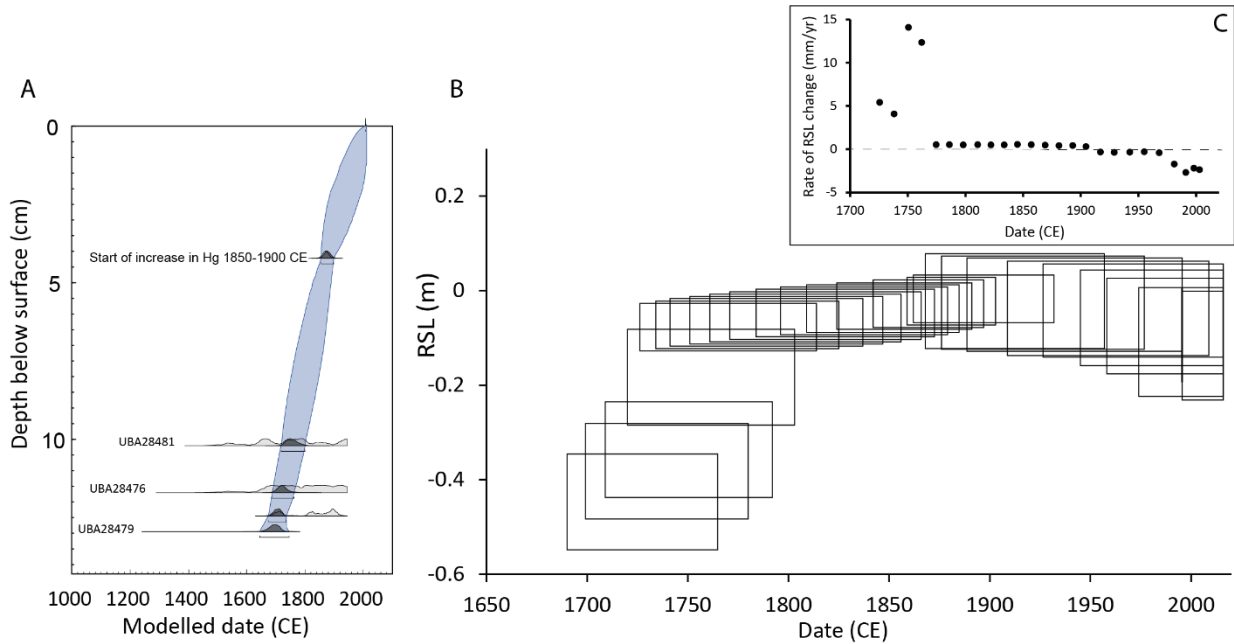 A
0
5
10
Depth below surface (cm)
Start of increase in Hg 1850-1900 CE
UBA28481
UBA28476
UBA28479
1000 1200 1400 1600 1800 2000
Modelled date (CE)
B
0.2
0
-0.2
-0.4
-0.6
RSL (m)
1650 1700 1750 1800 1850 1900 1950 2000
Date (CE)
C
15
10
5
0
-5
Rate of RSL change (mm/yr)
1700 1750 1800 1850 1900 1950 2000
Date (CE)